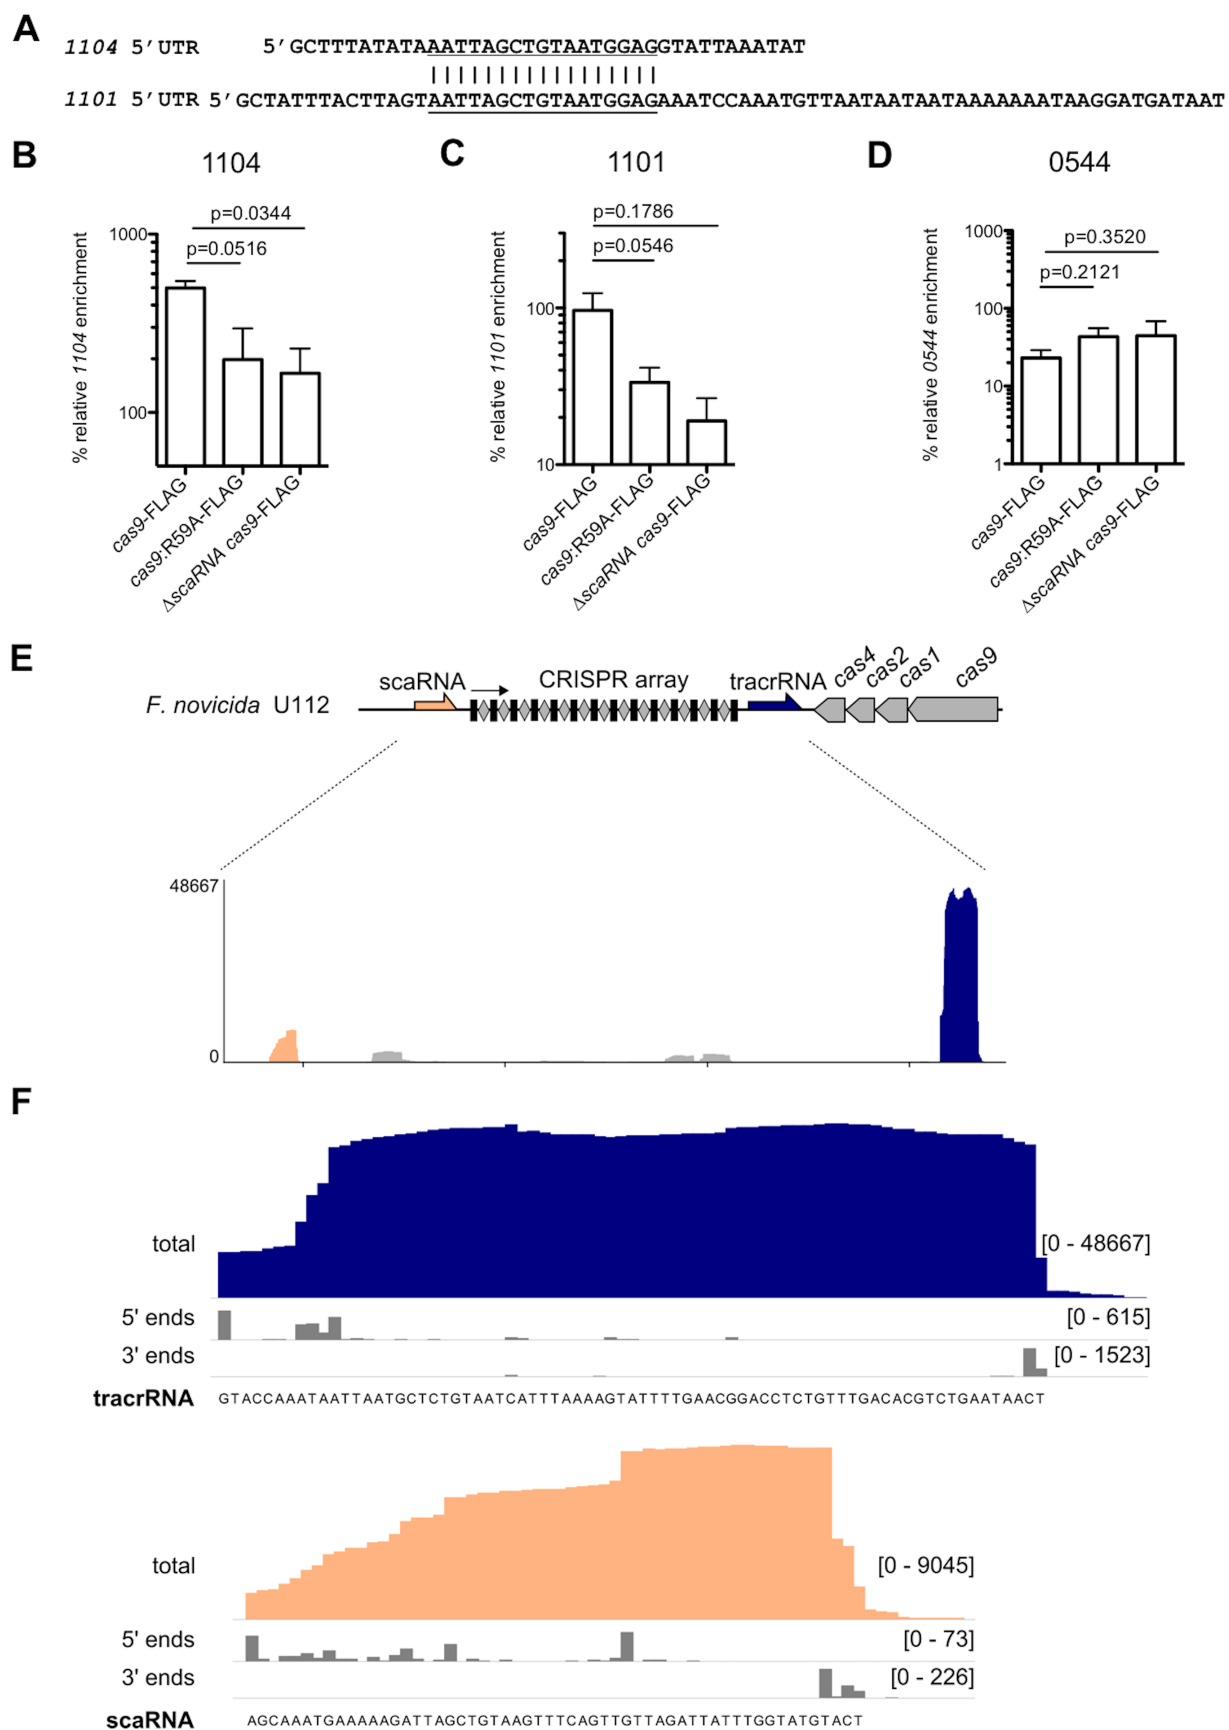 A
1104 5'UTR 5'GCTTTATATAAATTAGCTGTAATGGAGGTATTAAATAT
1101 5'UTR 5'GCTATTTACTTAGTAATTAGCTGTAATGGAGAAATCCAAATGTTAATAATAATAAAAAAATAAGGATGATAAT
B
1104
p=0.0344
p=0.0516
% relative 1104 enrichment
1000
100
cas9-FLAG
cas9:R59A-FLAG
ΔscaRNA cas9-FLAG
C
1101
p=0.1786
p=0.0546
% relative 1101 enrichment
100
10
cas9-FLAG
cas9:R59A-FLAG
ΔscaRNA cas9-FLAG
D
0544
p=0.3520
p=0.2121
% relative 0544 enrichment
1000
100
10
1
cas9-FLAG
cas9:R59A-FLAG
ΔscaRNA cas9-FLAG
E
F. novicida U112
scaRNA
CRISPR array
tracrRNA
cas4
cas2
cas1
cas9
48667
0
F
total
[0 - 48667]
5' ends
[0 - 615]
3' ends
[0 - 1523]
tracrRNA GTACCAAATAATTAATGCTCTGTAATCATTTAAAAGTATTTTGAACGGACCTCTGTTTGACACGTCTGAATAACT
total
[0 - 9045]
5' ends
[0 - 73]
3' ends
[0 - 226]
scaRNA AGCAAATGAAAAAGATTAGCTGTAAGTTTCAGTTGTTAGATTATTTGGTATGTACT